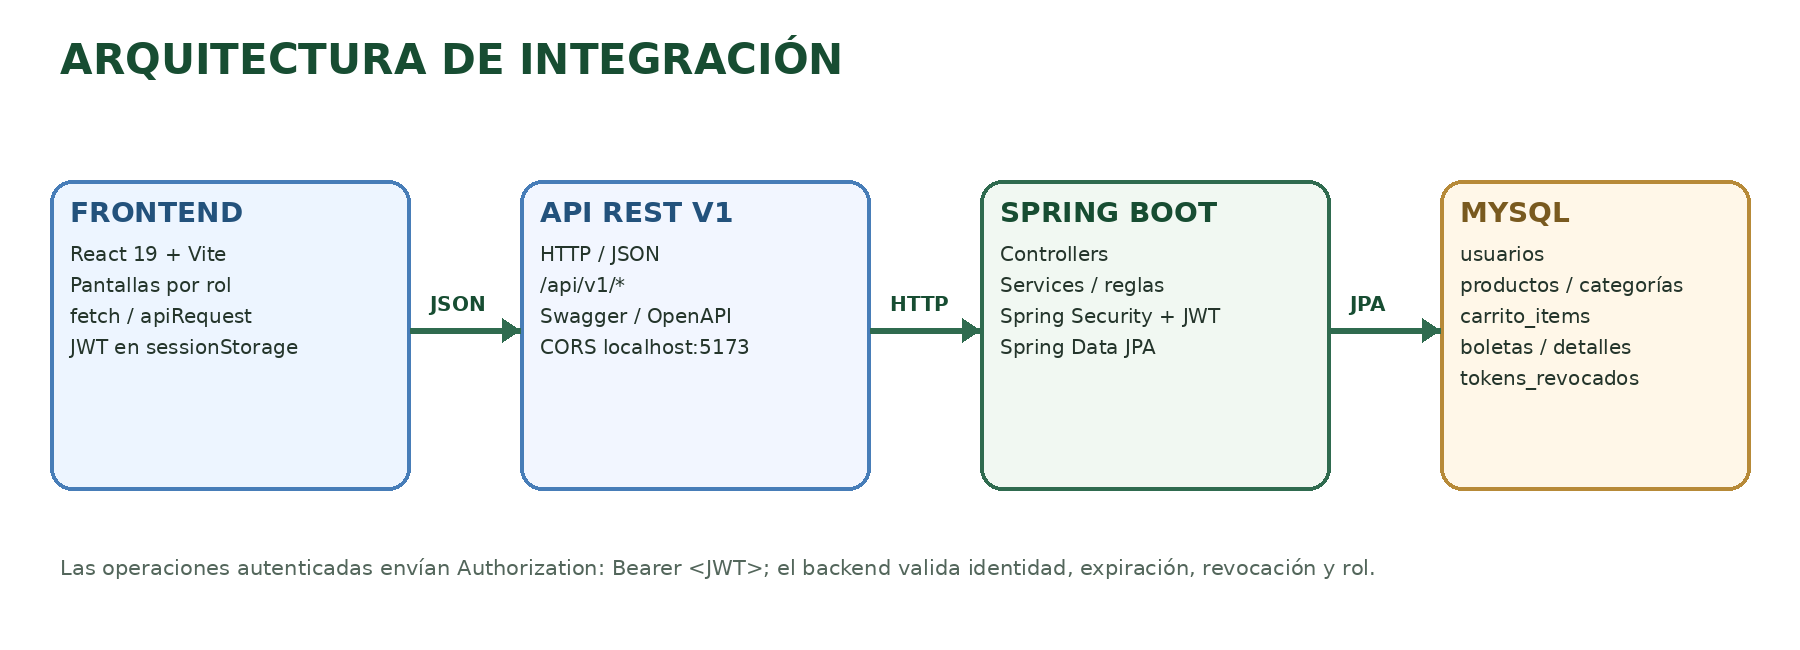 ARQUITECTURA DE INTEGRACIÓN
FRONTEND
React 19 + Vite
Pantallas por rol
fetch / apiRequest
JWT en sessionStorage
JSON
API REST V1
HTTP / JSON
/api/v1/*
Swagger / OpenAPI
CORS localhost:5173
HTTP
SPRING BOOT
Controllers
Services / reglas
Spring Security + JWT
Spring Data JPA
JPA
MYSQL
usuarios
productos / categorías
carrito_items
boletas / detalles
tokens_revocados
Las operaciones autenticadas envían Authorization: Bearer <JWT>; el backend valida identidad, expiración, revocación y rol.